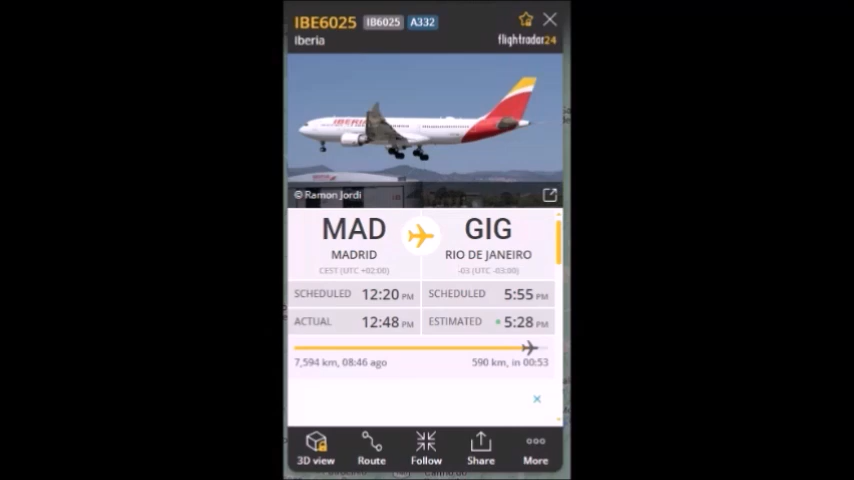 IBE6025 IB6025 A332
Iberia
flightradar24
IBERIA
© Ramon Jordi
MAD GIG
MADRID RIO DE JANEIRO
CEST (UTC +02:00) -03 (UTC -03:00)
SCHEDULED 12:20 PM SCHEDULED 5:55 PM
ACTUAL 12:48 PM ESTIMATED 5:28 PM
7,594 km, 08:46 ago 590 km, in 00:53
3D view Route Follow Share More